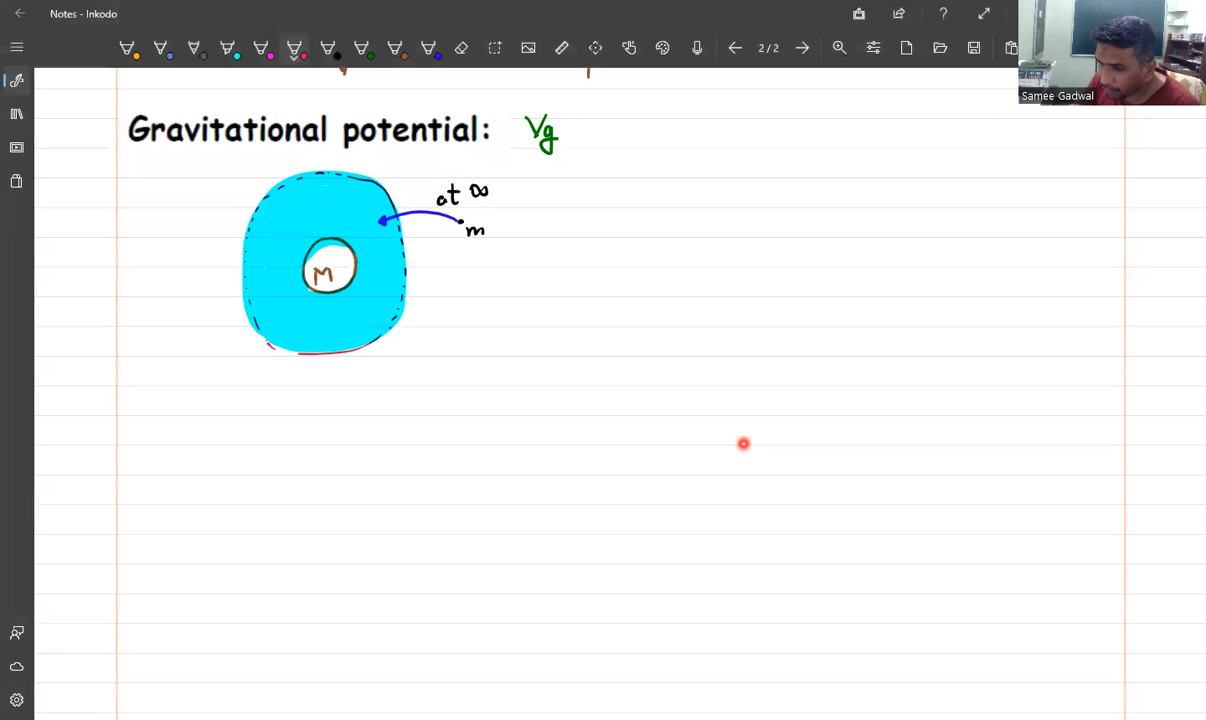 Notes - Inkodo
2/2
Samee Gadwal
Gravitational potential: Vg
at ∞
m
M